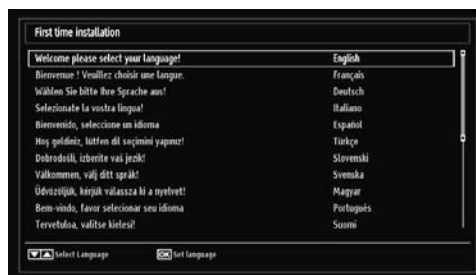 First time installation
Welcome please select your language! English
Bienvenue ! Veuillez choisir une langue. Français
Wählen Sie bitte Ihre Sprache aus! Deutsch
Selezionate la vostra lingua! Italiano
Bienvenido, seleccione un idioma Español
Hoş geldiniz, lütfen dil seçimini yapınız! Türkçe
Dobrodošli, izberite vaš jezik! Slovenski
Välkommen, välj ditt språk! Svenska
Üdvözöljük, kérjük válassza ki a nyelvet! Magyar
Bem-vindo, favor selecionar seu idioma Português
Tervetuloa, valitse kielesi! Suomi
Select Language OK Set language